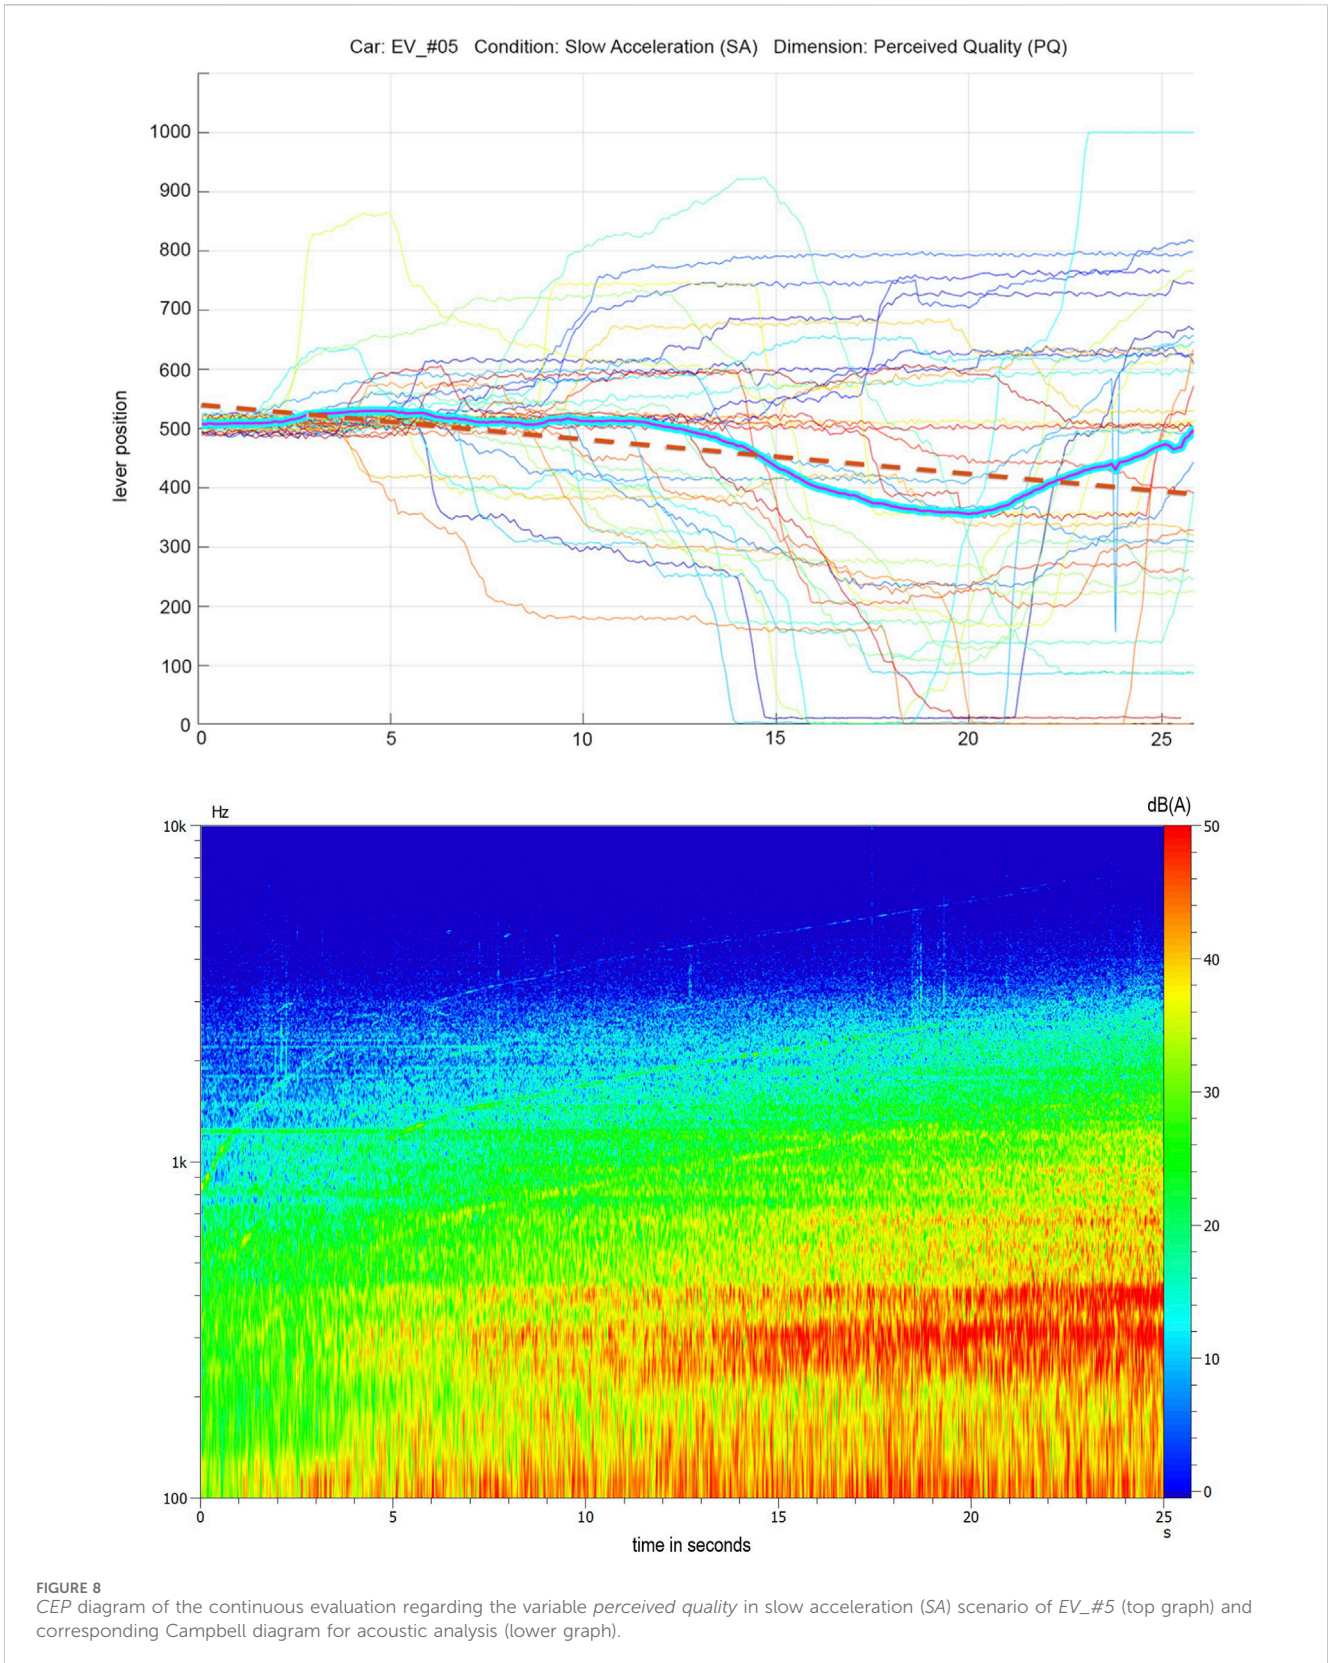 Car: EV_#05   Condition: Slow Acceleration (SA)   Dimension: Perceived Quality (PQ)
1000
900
800
700
600
500
400
300
200
100
0
lever position
0 5 10 15 20 25
Hz
dB(A)
10k
1k
100
50
40
30
20
10
0
0 5 10 15 20 25
s
time in seconds
FIGURE 8
CEP diagram of the continuous evaluation regarding the variable perceived quality in slow acceleration (SA) scenario of EV_#5 (top graph) and
corresponding Campbell diagram for acoustic analysis (lower graph).